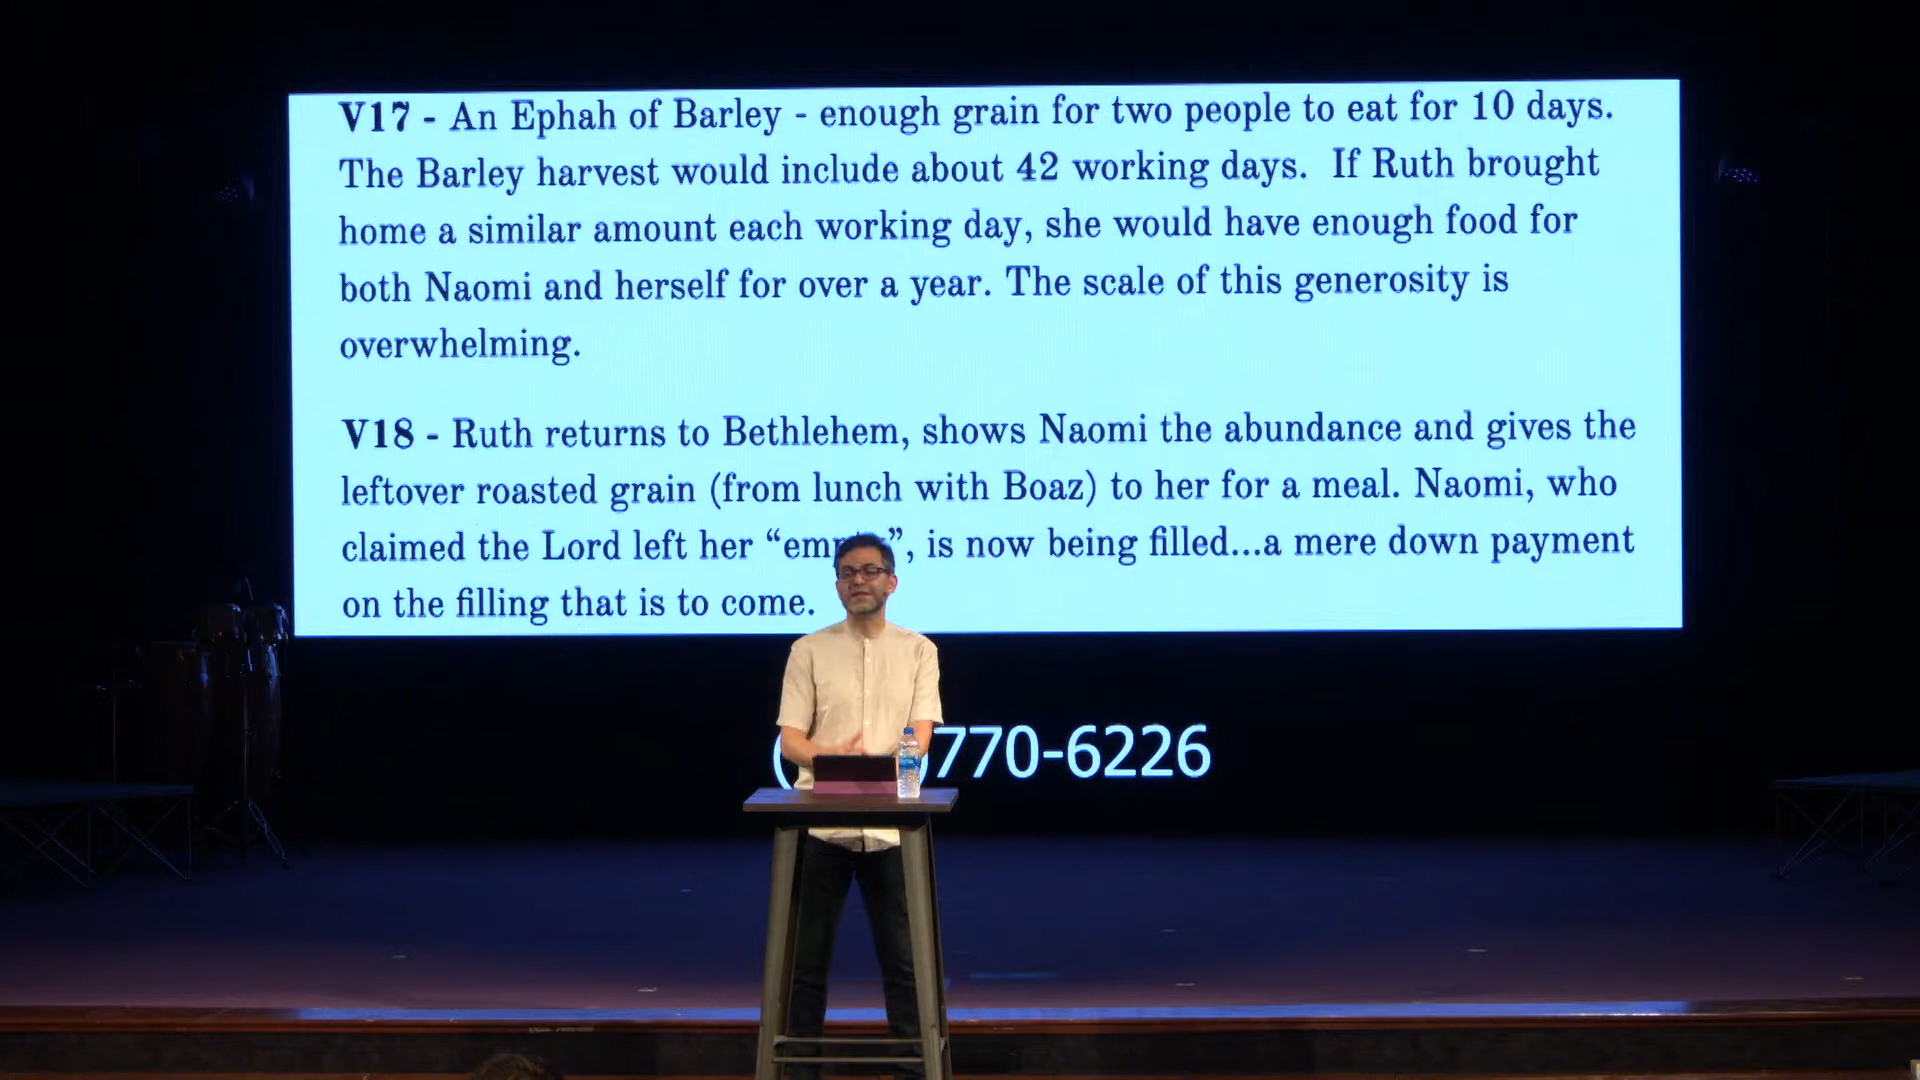 V17 - An Ephah of Barley - enough grain for two people to eat for 10 days.
The Barley harvest would include about 42 working days. If Ruth brought
home a similar amount each working day, she would have enough food for
both Naomi and herself for over a year. The scale of this generosity is
overwhelming.
V18 - Ruth returns to Bethlehem, shows Naomi the abundance and gives the
leftover roasted grain (from lunch with Boaz) to her for a meal. Naomi, who
claimed the Lord left her ”, is now being filled...a mere down payment
on the filling that is to come.
770-6226